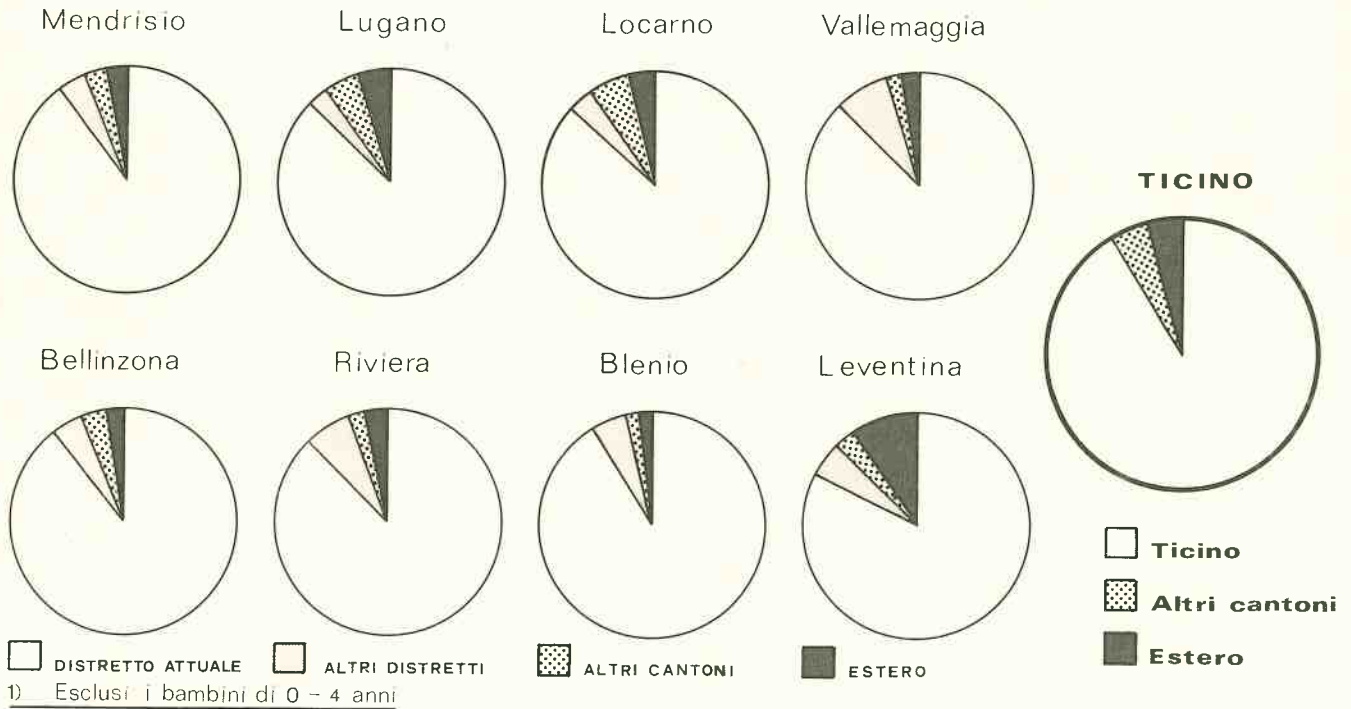 Mendrisio Lugano Locarno Vallemaggia
TICINO
Bellinzona Riviera Blenio Leventina
Ticino
Altri cantoni
Estero
DISTRETTO ATTUALE ALTRI DISTRETTI ALTRI CANTONI ESTERO
1) Esclusi i bambini di 0 – 4 anni